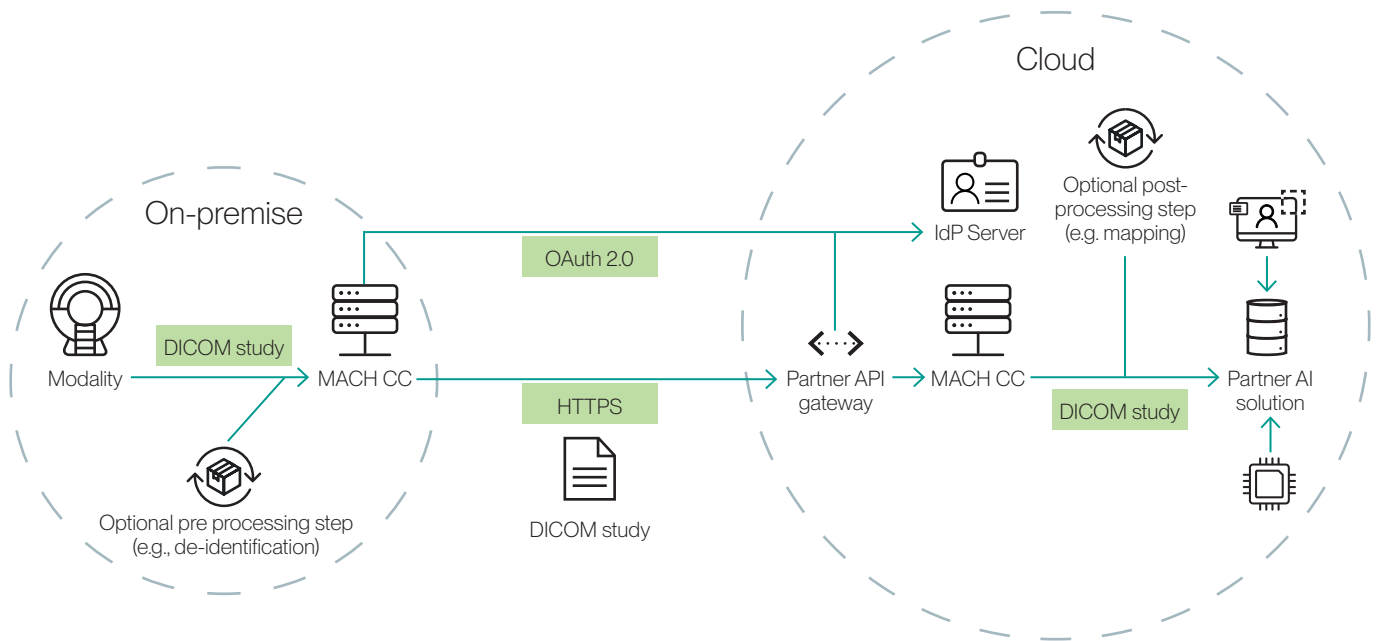 Cloud
On-premise
Optional post-
processing step
(e.g. mapping)
IdP Server
OAuth 2.0
DICOM study
Modality
MACH CC
HTTPS
Partner API
gateway
MACH CC
DICOM study
Partner AI
solution
Optional pre processing step
(e.g., de-identification)
DICOM study